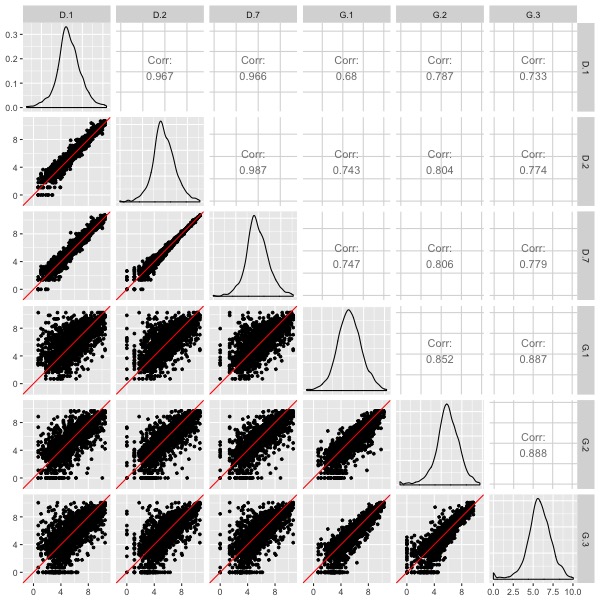 D.1 D.2 D.7 G.1 G.2 G.3
0.3
0.2
0.1
0.0
Corr:
0.967
Corr:
0.966
Corr:
0.68
Corr:
0.787
Corr:
0.733
D.1
8
4
0
Corr:
0.987
Corr:
0.743
Corr:
0.804
Corr:
0.774
D.2
8
4
0
Corr:
0.747
Corr:
0.806
Corr:
0.779
D.7
8
4
0
Corr:
0.852
Corr:
0.887
G.1
8
4
0
Corr:
0.888
G.2
8
4
0
G.3
0 4 8 0 4 8 0 4 8 0 4 8 0 4 8 0.0 2.5 5.0 7.5 10.0